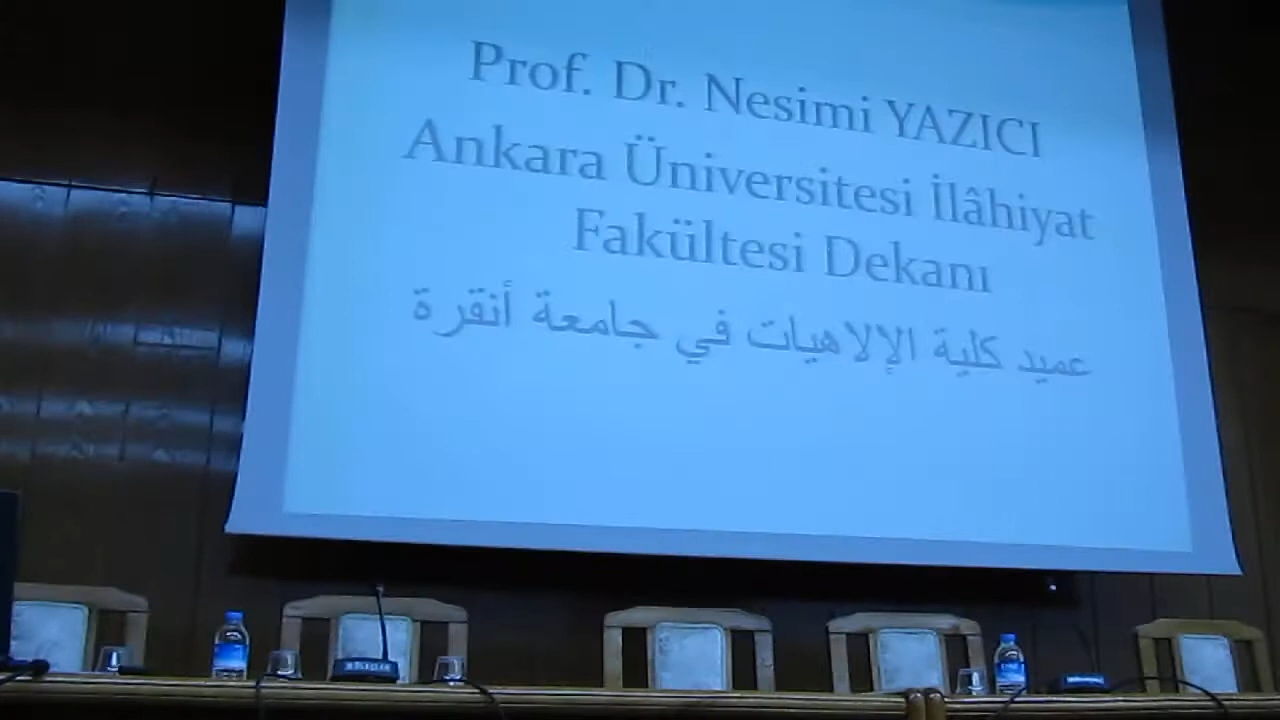 Prof. Dr. Nesimi YAZICI
Ankara Üniversitesi İlâhiyat
Fakültesi Dekanı
عميد كلية الإلاهيات في جامعة أنقرة